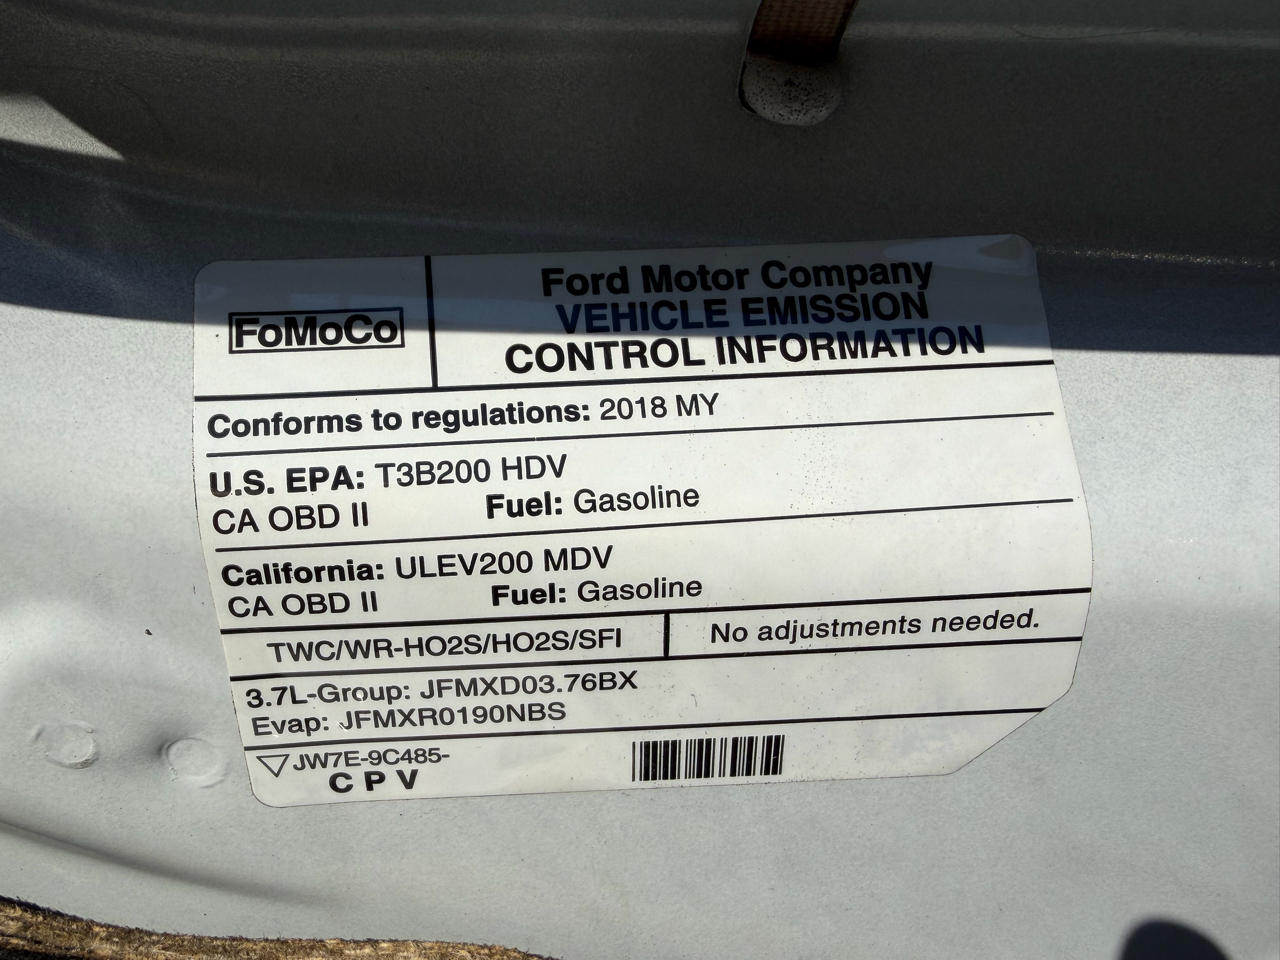 FoMoCo
Ford Motor Company
VEHICLE EMISSION
CONTROL INFORMATION
Conforms to regulations: 2018 MY
U.S. EPA: T3B200 HDV
CA OBD II Fuel: Gasoline
California: ULEV200 MDV
CA OBD II Fuel: Gasoline
TWC/WR-HO2S/HO2S/SFI
No adjustments needed.
3.7L-Group: JFMXD03.76BX
Evap: JFMXR0190NBS
JW7E-9C485-
C P V